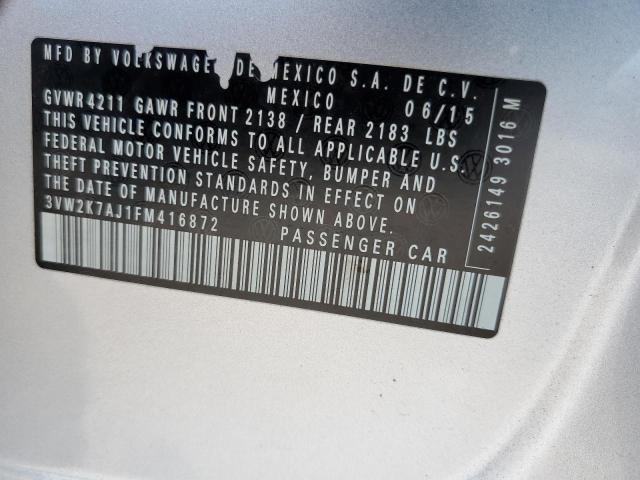 MFD BY VOLKSWAGE DE MEXICO S.A. DE C.V.
MEXICO 06/15
GVWR 4211 GAWR FRONT 2138 / REAR 2183 LBS
THIS VEHICLE CONFORMS TO ALL APPLICABLE U.S.
FEDERAL MOTOR VEHICLE SAFETY, BUMPER AND
THEFT PREVENTION STANDARDS IN EFFECT ON
THE DATE OF MANUFACTURE SHOWN ABOVE.
3VW2K7AJ1FM416872 PASSENGER CAR
2426149 3016 M